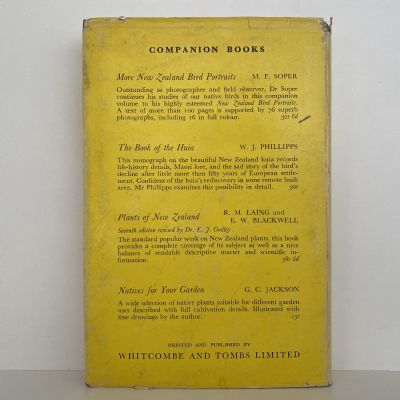 COMPANION BOOKS
More New Zealand Bird Portraits M. F. SOPER
Outstanding as photographer and field observer, Dr Soper
continues his studies of our native birds in this companion
volume to his highly esteemed New Zealand Bird Portraits.
A text of more than 100 pages is supported by 76 superb
photographs, including 16 in full colour. 32s 6d
The Book of the Huia W. J. PHILLIPPS
This monograph on the beautiful New Zealand huia records
life-history details, Maori lore, and the sad story of the bird's
decline after little more than fifty years of European settle-
ment. Confident of the huia's rediscovery in some remote bush
area, Mr Phillipps examines this possibility in detail. 30s
Plants of New Zealand R. M. LAING and
E. W. BLACKWELL
Seventh edition revised by Dr. E. J. Godley
The standard popular work on New Zealand plants, this book
provides a complete coverage of its subject as well as a nice
balance of readable descriptive matter and scientific in-
formation. 38s 6d
Natives for Your Garden G. C. JACKSON
A wide selection of native plants suitable for different garden
uses described with full cultivation details. Illustrated with
line drawings by the author. 15s
PRINTED AND PUBLISHED BY
WHITCOMBE AND TOMBS LIMITED